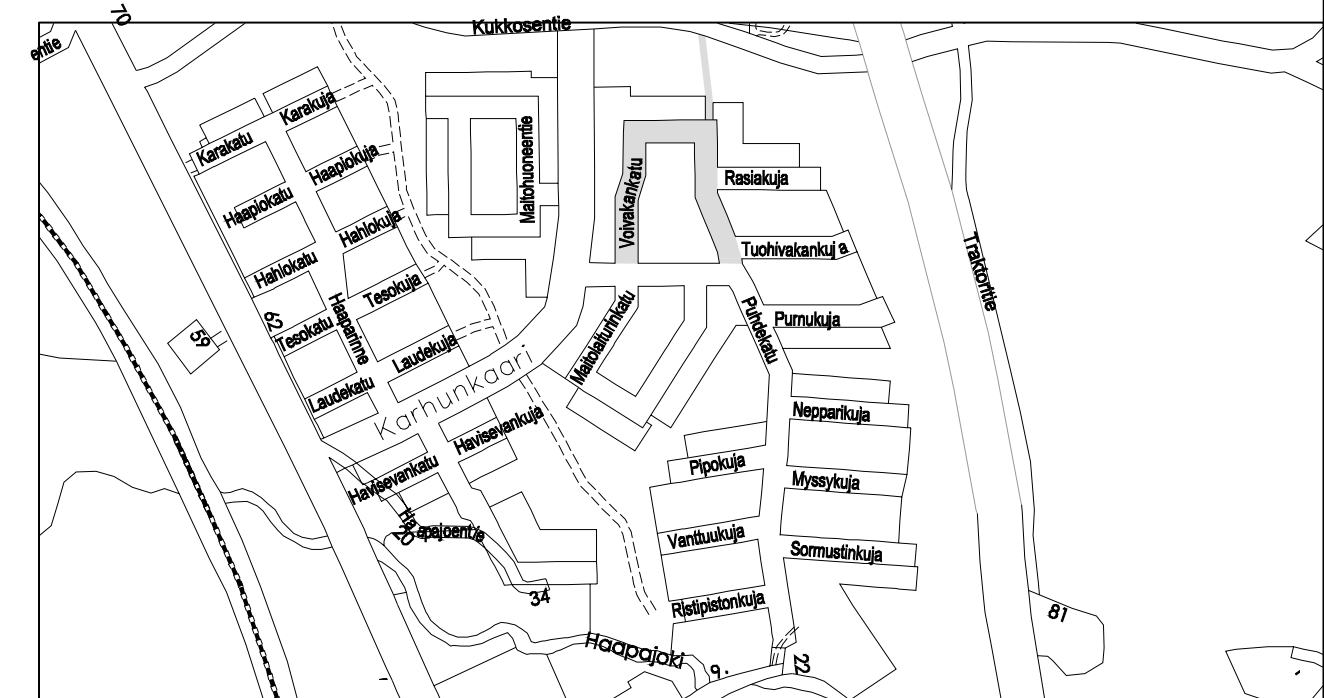 70
Kukkosentie
entie
Karakuja
Karakatu
Maitohuoneentie
Haapiokuja
Voivakankatu
Rasiakuja
Haapiokatu
Hahlokuja
Tuohivakankuja
Traktoritie
Hahlokatu
Tesokuja
Haaparinne
62
Maitolaiturinkatu
Puhdekatu
Purnukuja
59
Tesokatu
Laudekuja
Karhunkaari
Laudekatu
Nepparikuja
Havisevankuja
Pipokuja
Havisevankatu
Myssykuja
20
Haapajoentie
Vanttuukuja
Sormustinkuja
34
Ristipistonkuja
81
Haapajoki
9
22